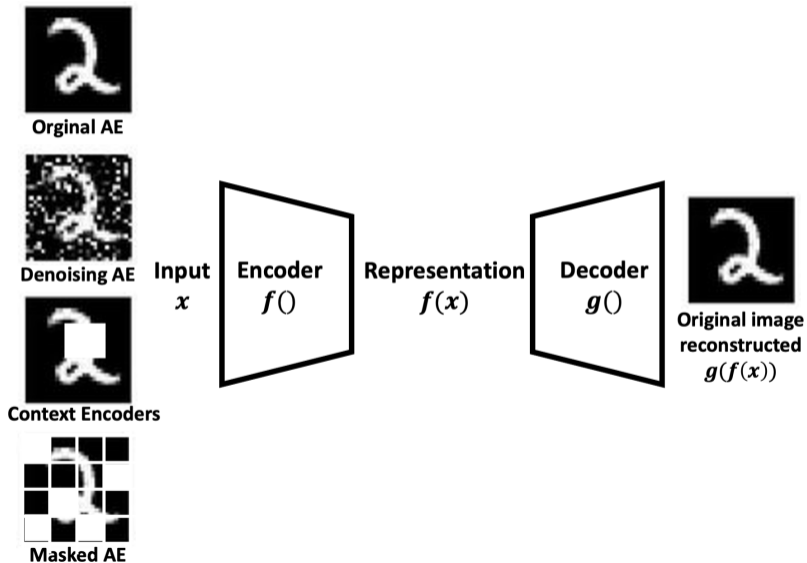 Orginal AE
Denoising AE
Context Encoders
Masked AE
Input
x
Encoder
f()
Representation
f(x)
Decoder
g()
Original image
reconstructed
g(f(x))